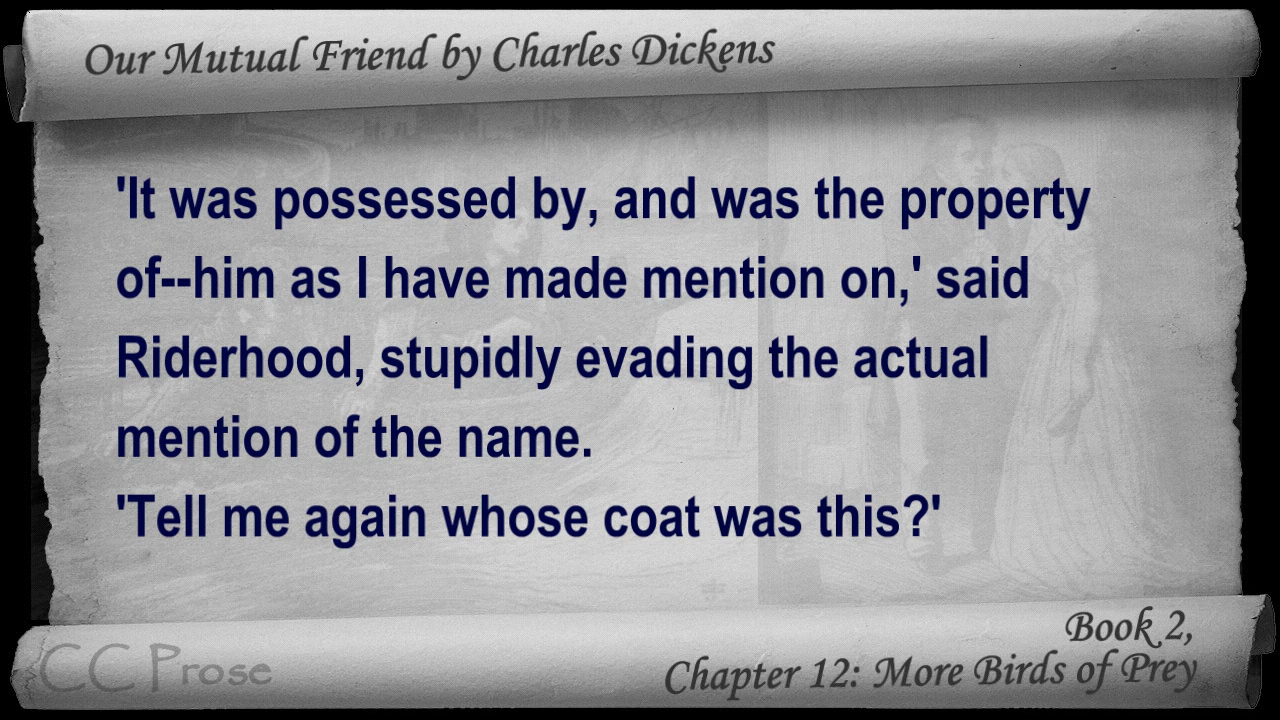 Our Mutual Friend by Charles Dickens
'It was possessed by, and was the property
of--him as I have made mention on,' said
Riderhood, stupidly evading the actual
mention of the name.
'Tell me again whose coat was this?'
Book 2,
Chapter 12: More Birds of Prey
CC Prose